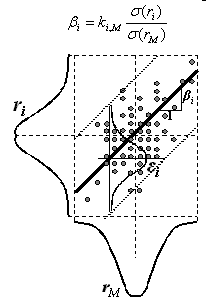 β_i = k_{i,M} σ(r_i) / σ(r_M)
r_i
β_i
1
ε_i
r_M